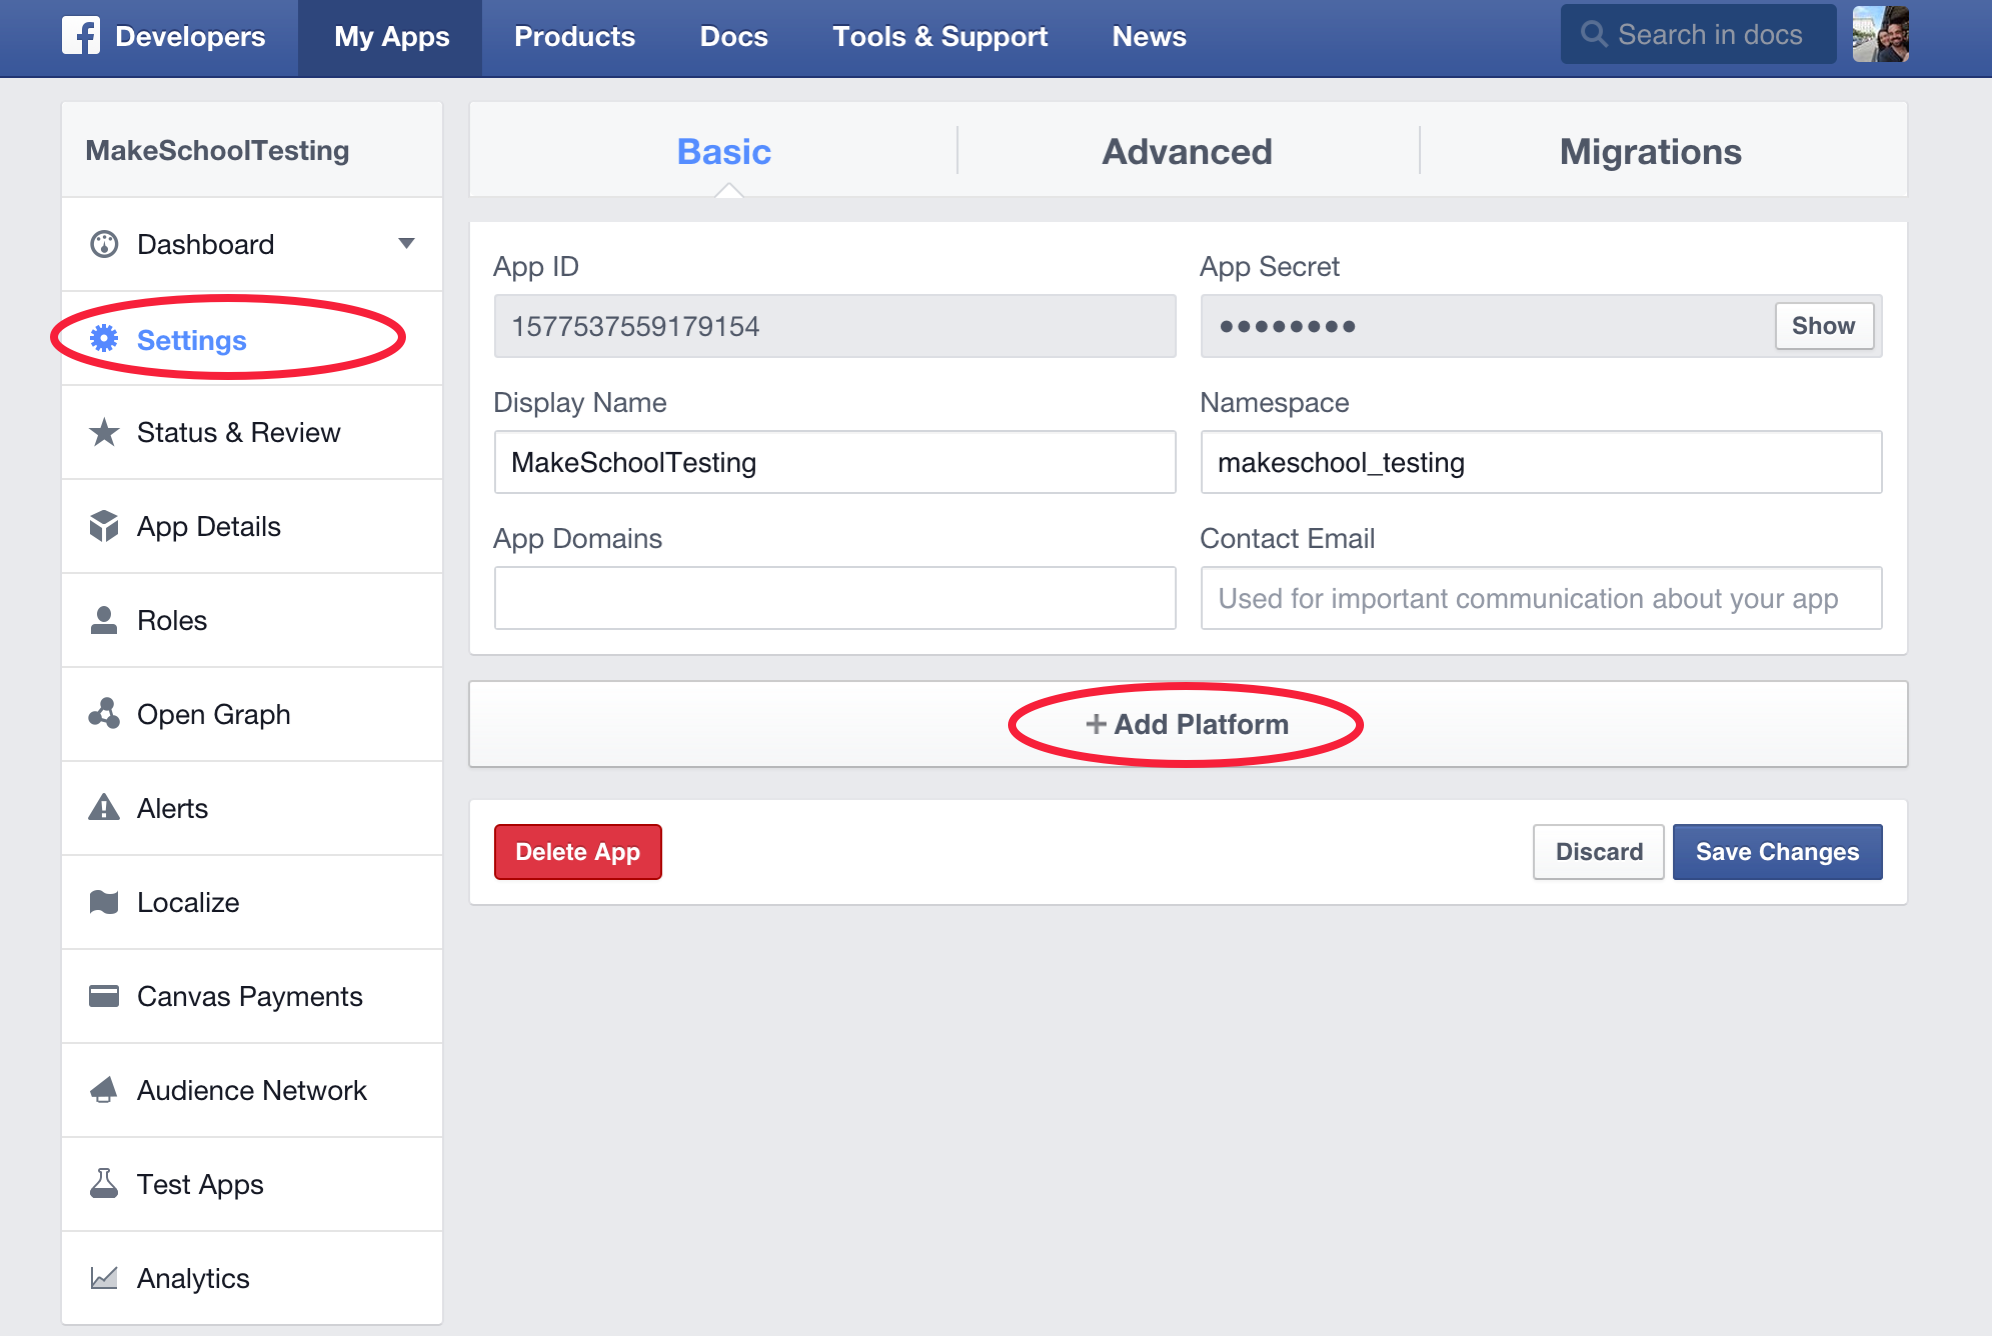 Developers
My Apps
Products
Docs
Tools & Support
News
Search in docs
MakeSchoolTesting
Dashboard
Settings
Status & Review
App Details
Roles
Open Graph
Alerts
Localize
Canvas Payments
Audience Network
Test Apps
Analytics
Basic
Advanced
Migrations
App ID
1577537559179154
App Secret
••••••••
Show
Display Name
MakeSchoolTesting
Namespace
makeschool_testing
App Domains
Contact Email
Used for important communication about your app
+ Add Platform
Delete App
Discard
Save Changes